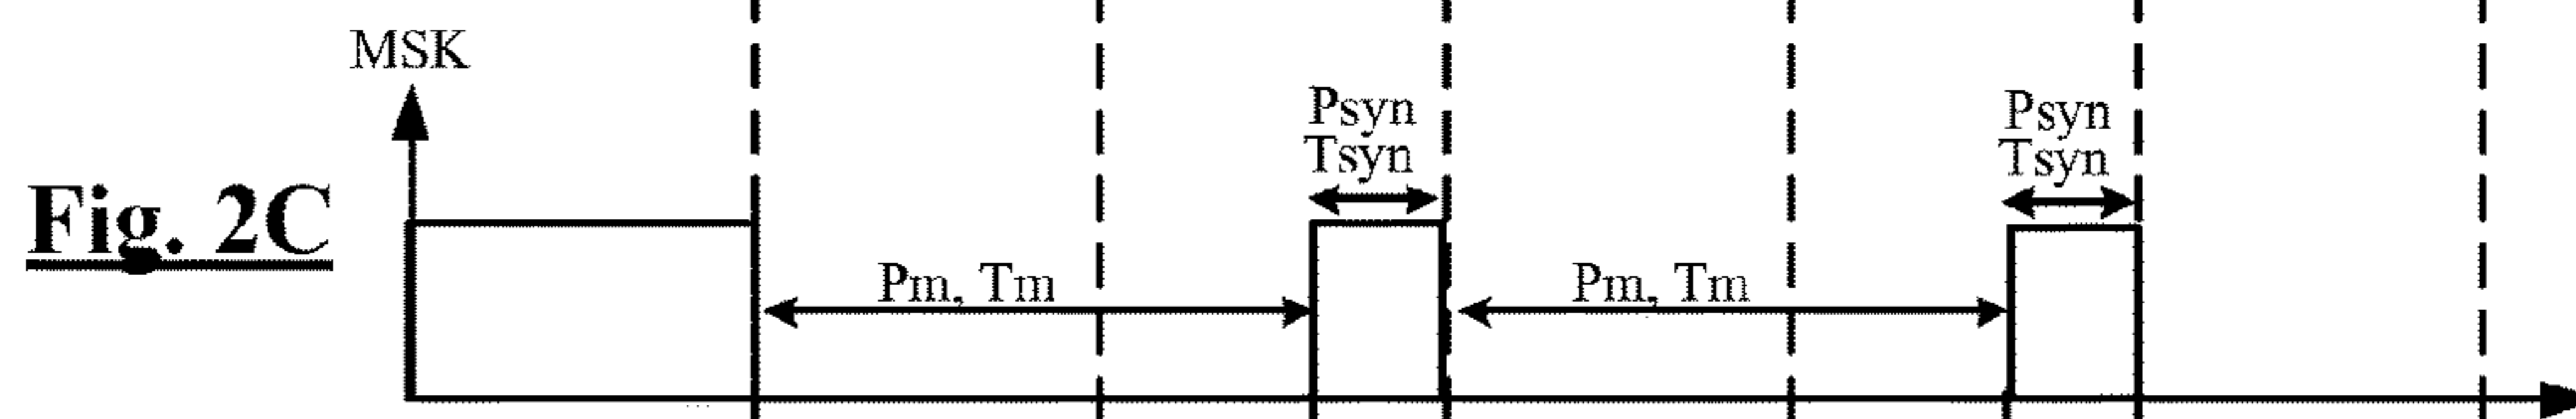 MSK
Psyn
Tsyn
Psyn
Tsyn
Fig. 2C
Pm, Tm
Pm, Tm